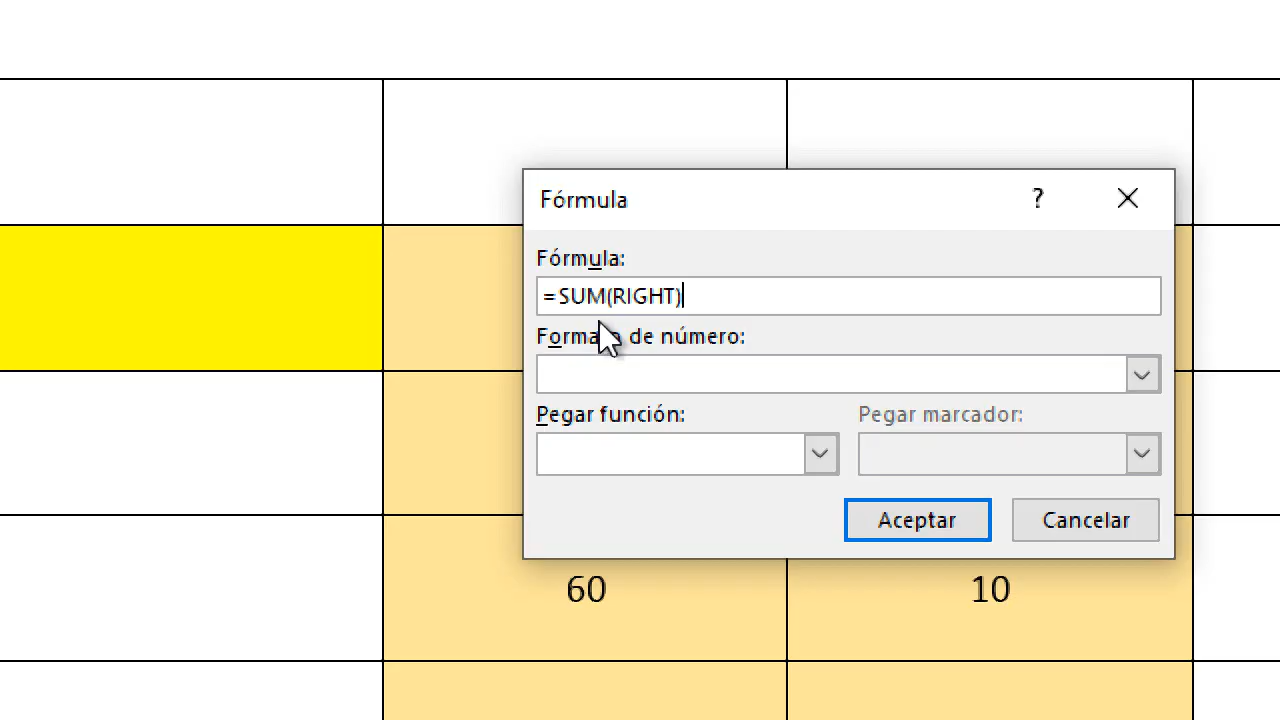 Fórmula ?
Fórmula:
=SUM(RIGHT)
Formato de número:
Pegar función: Pegar marcador:
Aceptar Cancelar
60 10